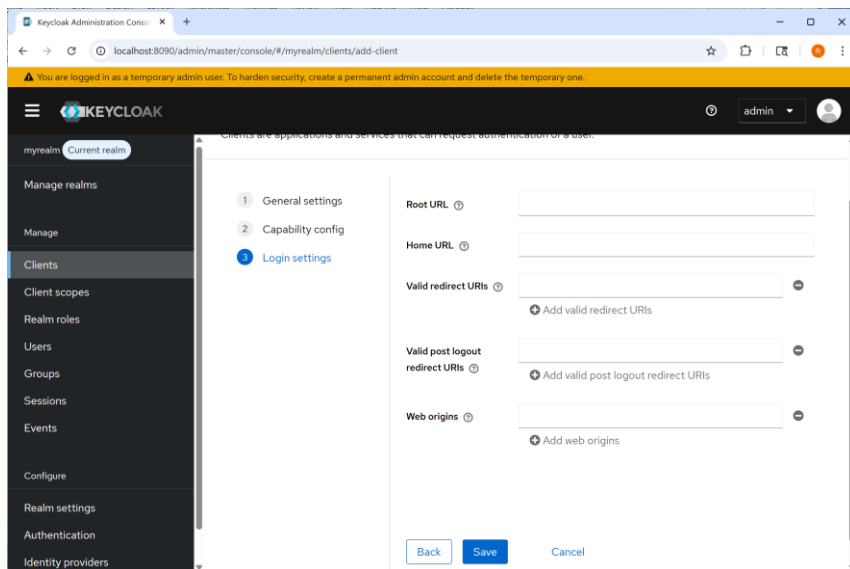 Keycloak Administration Conso
localhost:8090/admin/master/console/#/myrealm/clients/add-client
R
You are logged in as a temporary admin user. To harden security, create a permanent admin account and delete the temporary one.
KEYCLOAK
admin
myrealm Current realm
Clients are applications and services that can request authentication of a user.
Manage realms
Manage
Clients
Client scopes
Realm roles
Users
Groups
Sessions
Events
Configure
Realm settings
Authentication
Identity providers
1 General settings
2 Capability config
3 Login settings
Root URL
Home URL
Valid redirect URIs
Add valid redirect URIs
Valid post logout
redirect URIs
Add valid post logout redirect URIs
Web origins
Add web origins
Back
Save
Cancel